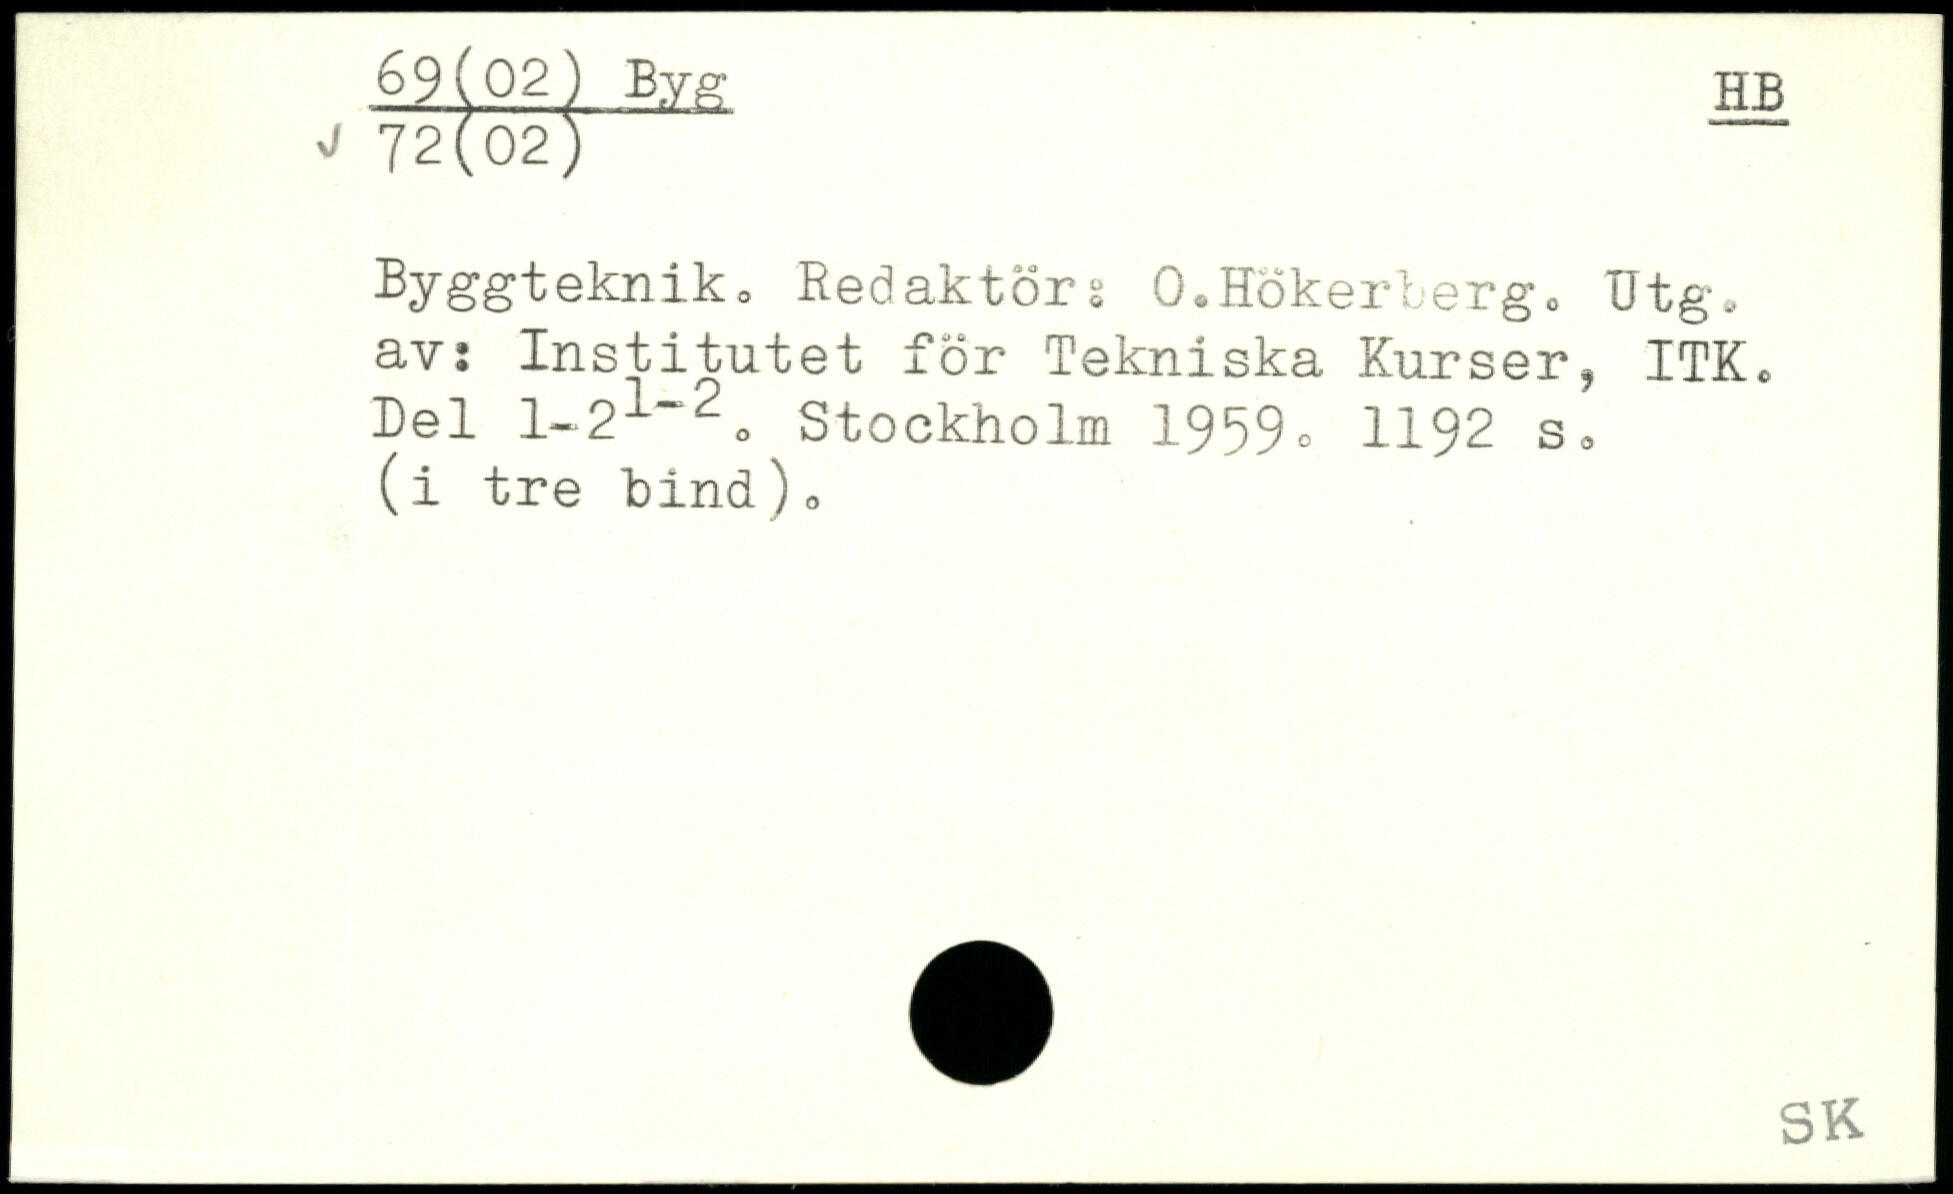 69(02) Byg HB
✓ 72(02)
Byggteknik. Redaktör: O.Hökerberg. Utg.
av: Institutet för Tekniska Kurser, ITK.
Del 1-2¹⁻². Stockholm 1959. 1192 s.
(i tre bind).
SK